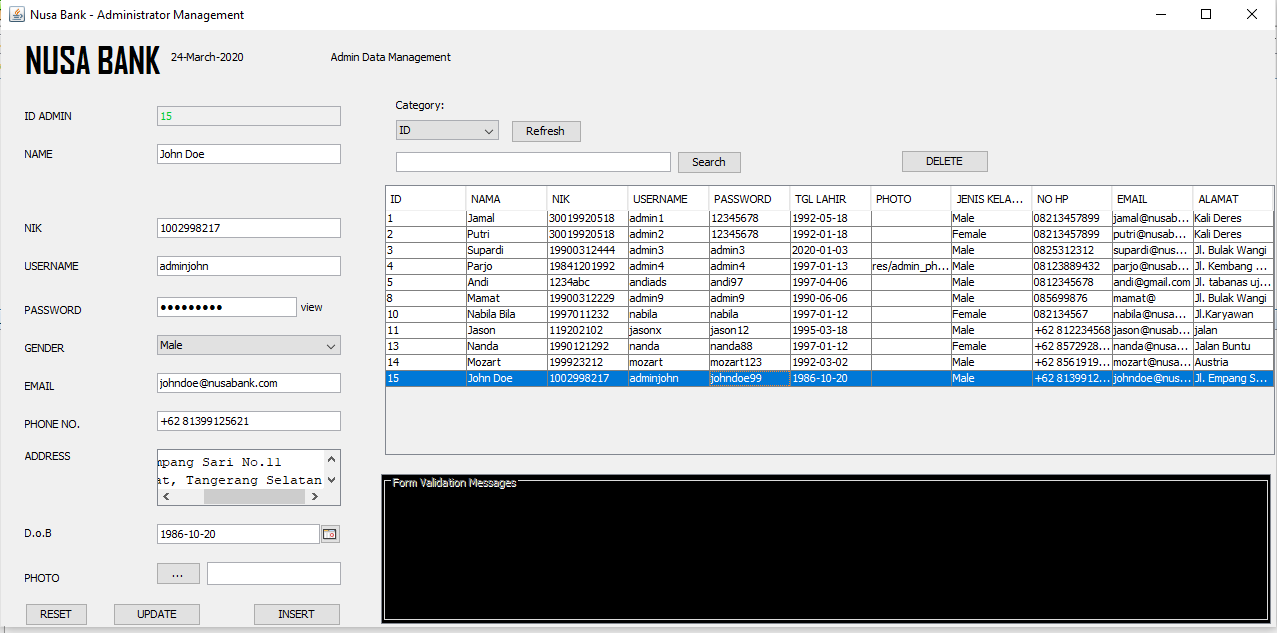 Nusa Bank - Administrator Management
NUSA BANK 24-March-2020 Admin Data Management
ID ADMIN 15
NAME John Doe
NIK 1002998217
USERNAME adminjohn
PASSWORD ●●●●●●●●● view
GENDER Male
EMAIL johndoe@nusabank.com
PHONE NO. +62 81399125621
ADDRESS mpang Sari No.11
at, Tangerang Selatan
D.o.B 1986-10-20
PHOTO ...
RESET UPDATE INSERT
Category:
ID Refresh
Search DELETE
ID NAMA NIK USERNAME PASSWORD TGL LAHIR PHOTO JENIS KELA... NO HP EMAIL ALAMAT
1 Jamal 30019920518 admin1 12345678 1992-05-18 Male 08213457899 jamal@nusab... Kali Deres
2 Putri 30019920518 admin2 12345678 1992-01-18 Female 08213457899 putri@nusab... Kali Deres
3 Supardi 19900312444 admin3 admin3 2020-01-03 Male 0825312312 supardi@nus... Jl. Bulak Wangi
4 Parjo 19841201992 admin4 admin4 1997-01-13 res/admin_ph... Male 08123889432 parjo@nusab... Jl. Kembang ...
5 Andi 1234abc andiads andi97 1997-04-06 Male 0812345678 andi@gmail.com Jl. tabanas uj...
8 Mamat 19900312229 admin9 admin9 1990-06-06 Male 085699876 mamat@ Jl. Bulak Wangi
10 Nabila Bila 1997011232 nabila nabila 1997-01-12 Female 082134567 nabila@nusa... Jl.Karyawan
11 Jason 119202102 jasonx jason12 1995-03-18 Male +62 812234568 jason@nusab... jalan
13 Nanda 1990121292 nanda nanda88 1997-01-12 Female +62 8572928... nanda@nusa... Jalan Buntu
14 Mozart 199923212 mozart mozart123 1992-03-02 Male +62 8561919... mozart@nusa... Austria
15 John Doe 1002998217 adminjohn johndoe99 1986-10-20 Male +62 8139912... johndoe@nus... Jl. Empang S...
Form Validation Messages